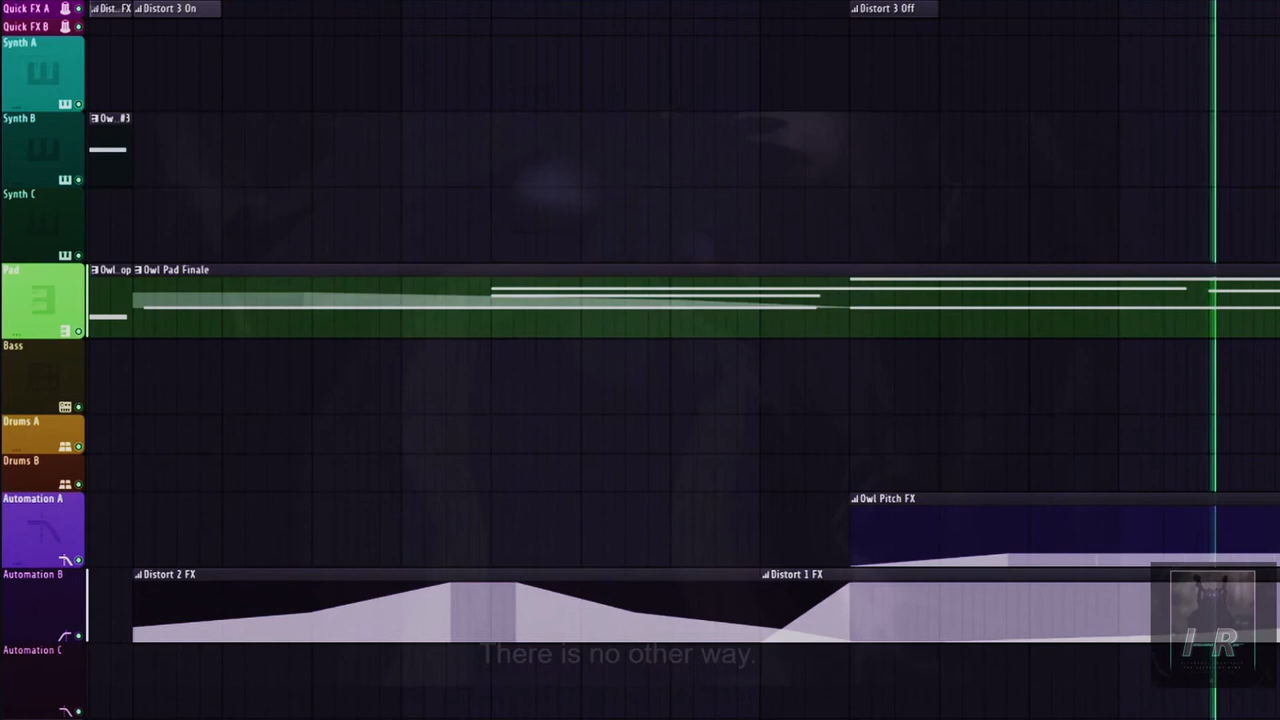 Quick FX A
Dist..FX
Distort 3 On
Distort 3 Off
Quick FX B
Synth A
Synth B
Ow..#3
Synth C
Pad
Owl..op
Owl Pad Finale
Bass
Drums A
Drums B
Automation A
Owl Pitch FX
Automation B
Distort 2 FX
Distort 1 FX
There is no other way.
I-R
Automation C